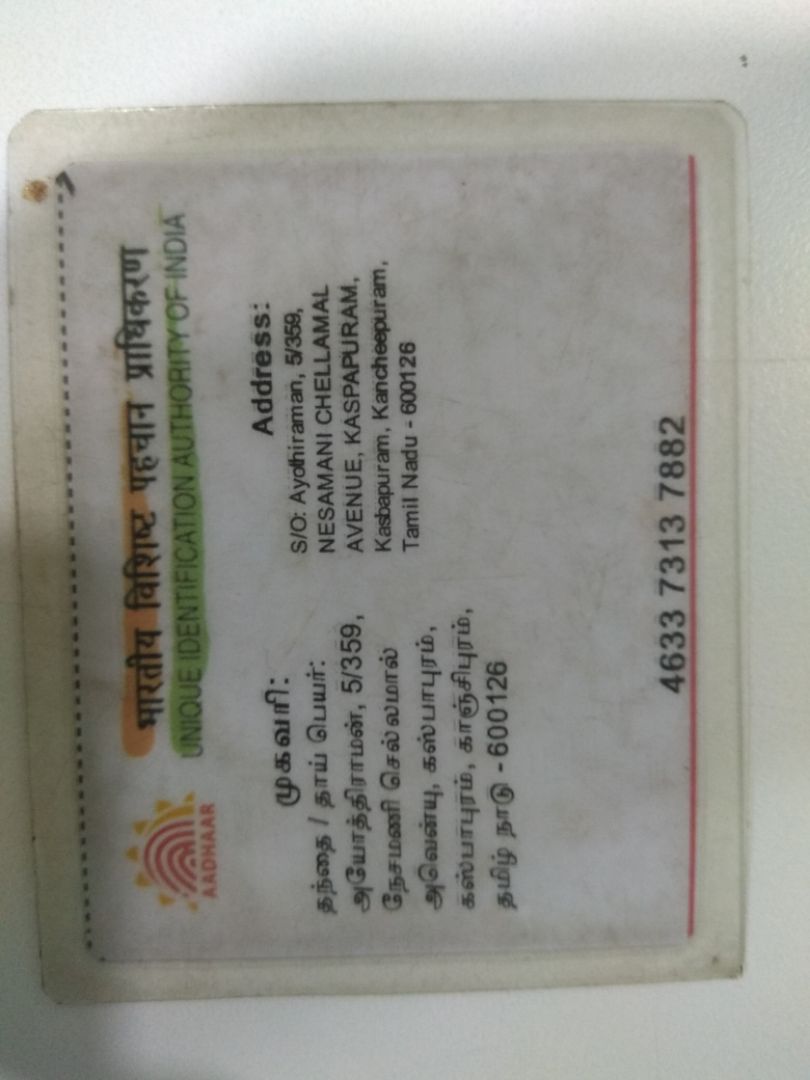 भारतीय विशिष्ट पहचान प्राधिकरण
UNIQUE IDENTIFICATION AUTHORITY OF INDIA
AADHAAR
முகவரி:
தந்தை / தாய் பெயர்:
அயோத்திராமன், 5/359,
நேசமணி செல்லமால்
அவென்யு, கஸ்பாபுரம்,
கஸ்பாபுரம், காஞ்சிபுரம்,
தமிழ் நாடு - 600126
Address:
S/O: Ayothiraman, 5/359,
NESAMANI CHELLAMAL
AVENUE, KASPAPURAM,
Kasbapuram, Kancheepuram,
Tamil Nadu - 600126
4633 7313 7882